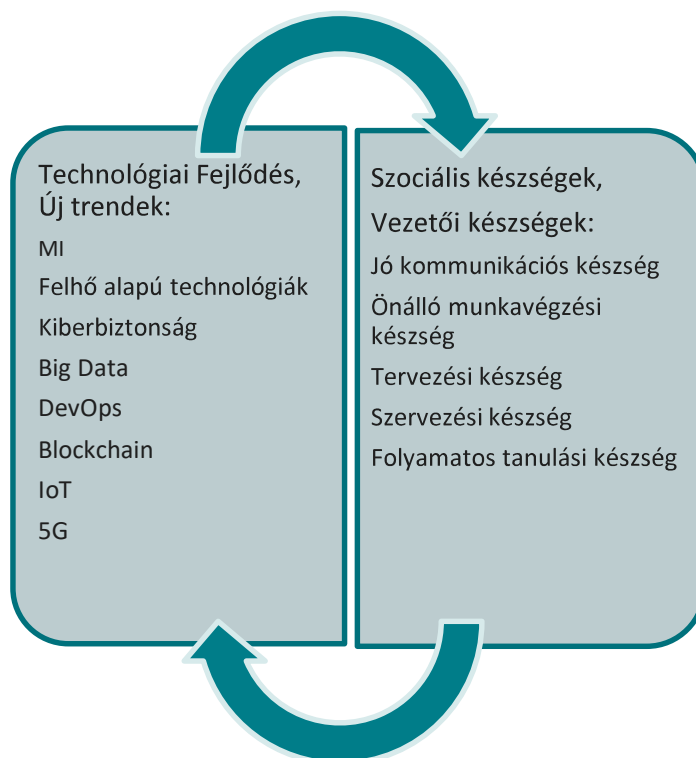 Technológiai Fejlődés,
Új trendek:
MI
Felhő alapú technológiák
Kiberbiztonság
Big Data
DevOps
Blockchain
IoT
5G
Szociális készségek,
Vezetői készségek:
Jó kommunikációs készség
Önálló munkavégzési
készség
Tervezési készség
Szervezési készség
Folyamatos tanulási készség